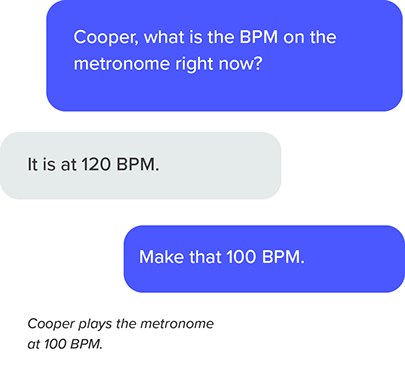 Cooper, what is the BPM on the
metronome right now?
It is at 120 BPM.
Make that 100 BPM.
Cooper plays the metronome
at 100 BPM.